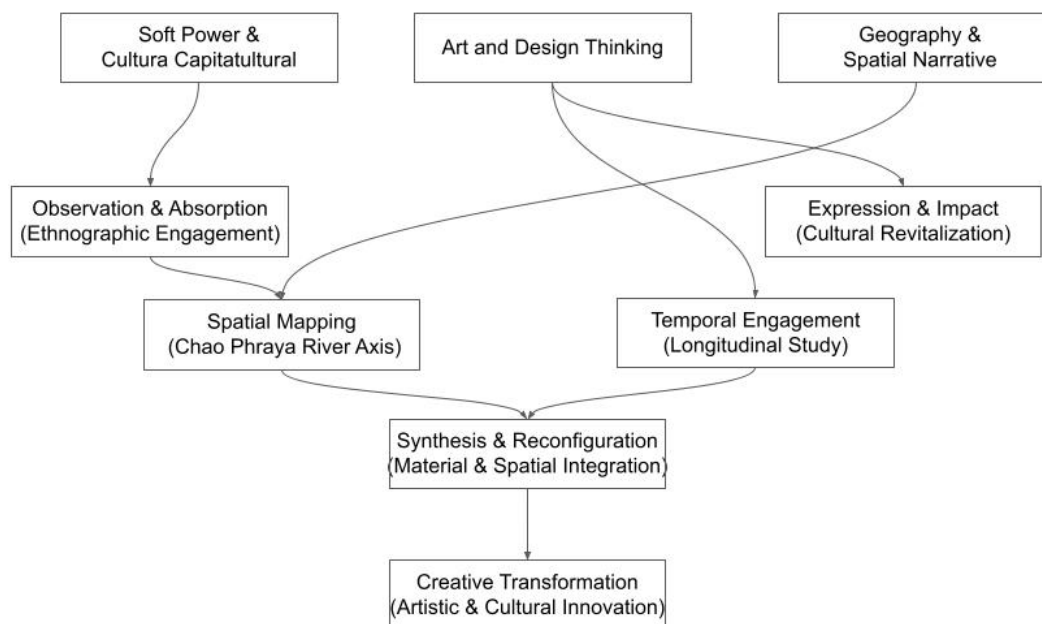 Soft Power &
Cultura Capitatultural
Art and Design Thinking
Geography &
Spatial Narrative
Observation & Absorption
(Ethnographic Engagement)
Expression & Impact
(Cultural Revitalization)
Spatial Mapping
(Chao Phraya River Axis)
Temporal Engagement
(Longitudinal Study)
Synthesis & Reconfiguration
(Material & Spatial Integration)
Creative Transformation
(Artistic & Cultural Innovation)